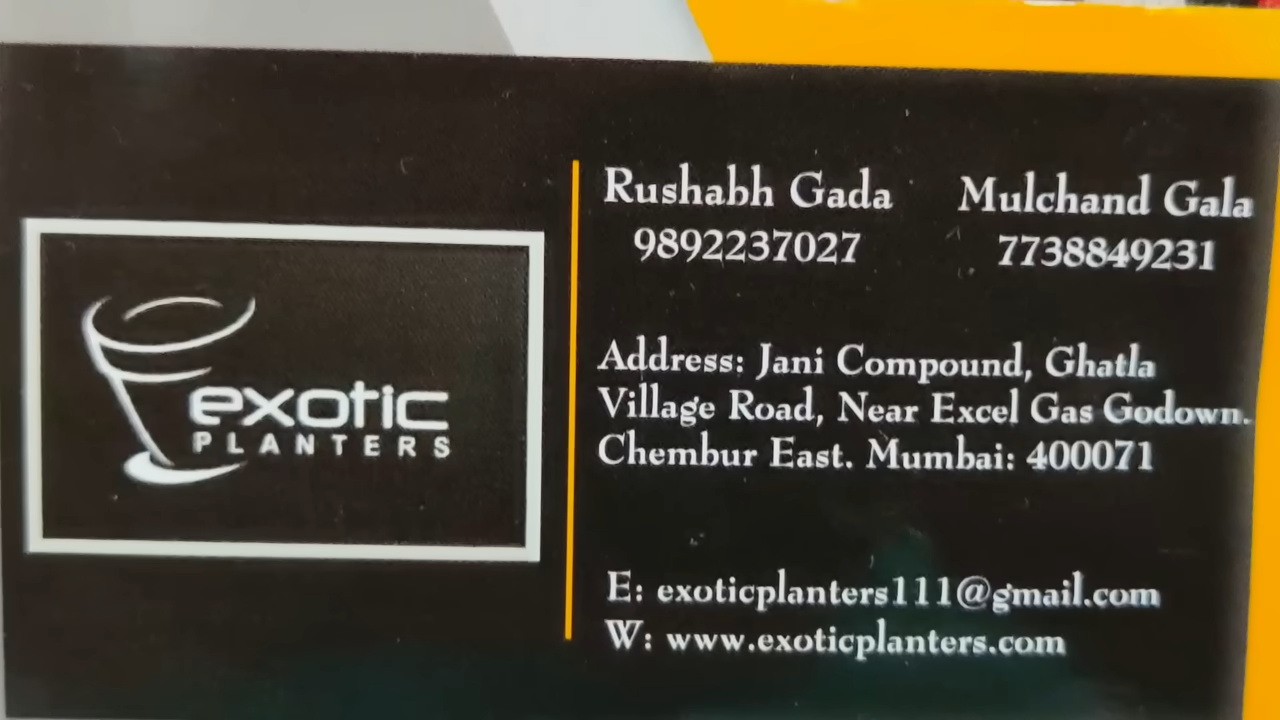 exotic
PLANTERS
Rushabh Gada Mulchand Gala
9892237027 7738849231
Address: Jani Compound, Ghatla
Village Road, Near Excel Gas Godown.
Chembur East. Mumbai: 400071
E: exoticplanters111@gmail.com
W: www.exoticplanters.com